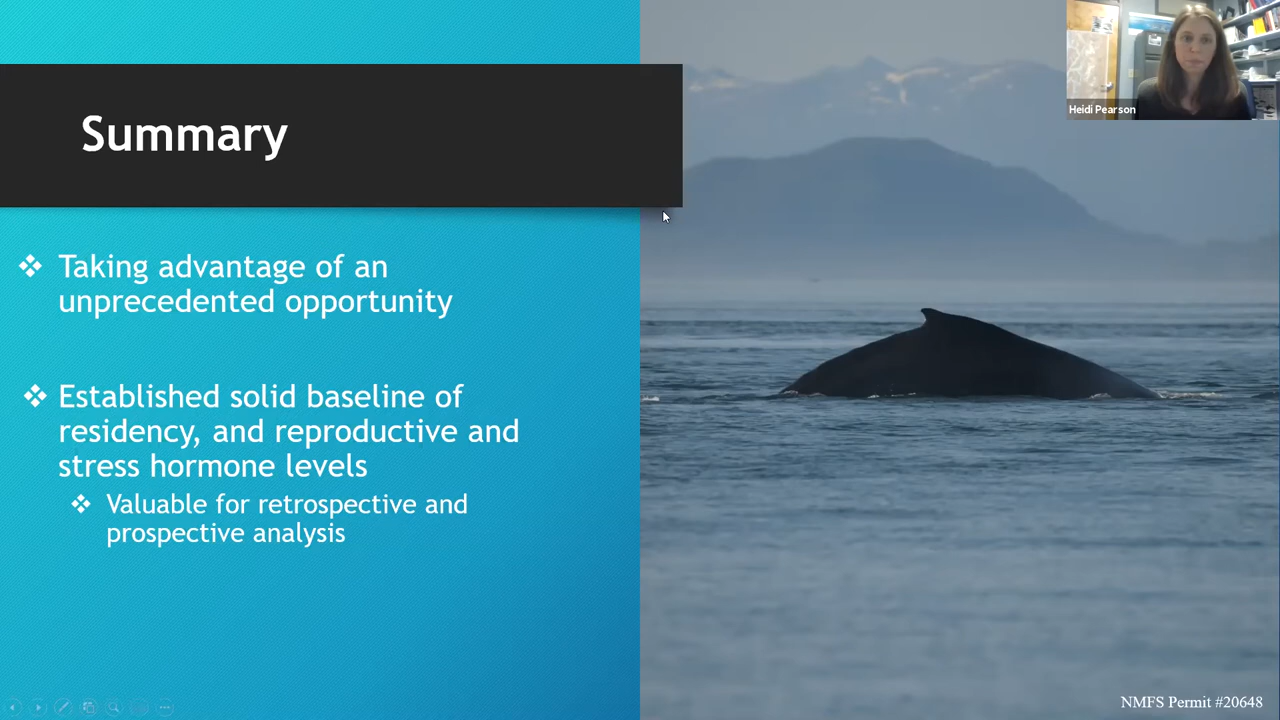 Summary
Heidi Pearson
Taking advantage of an
unprecedented opportunity
Established solid baseline of
residency, and reproductive and
stress hormone levels
Valuable for retrospective and
prospective analysis
NMFS Permit #20648